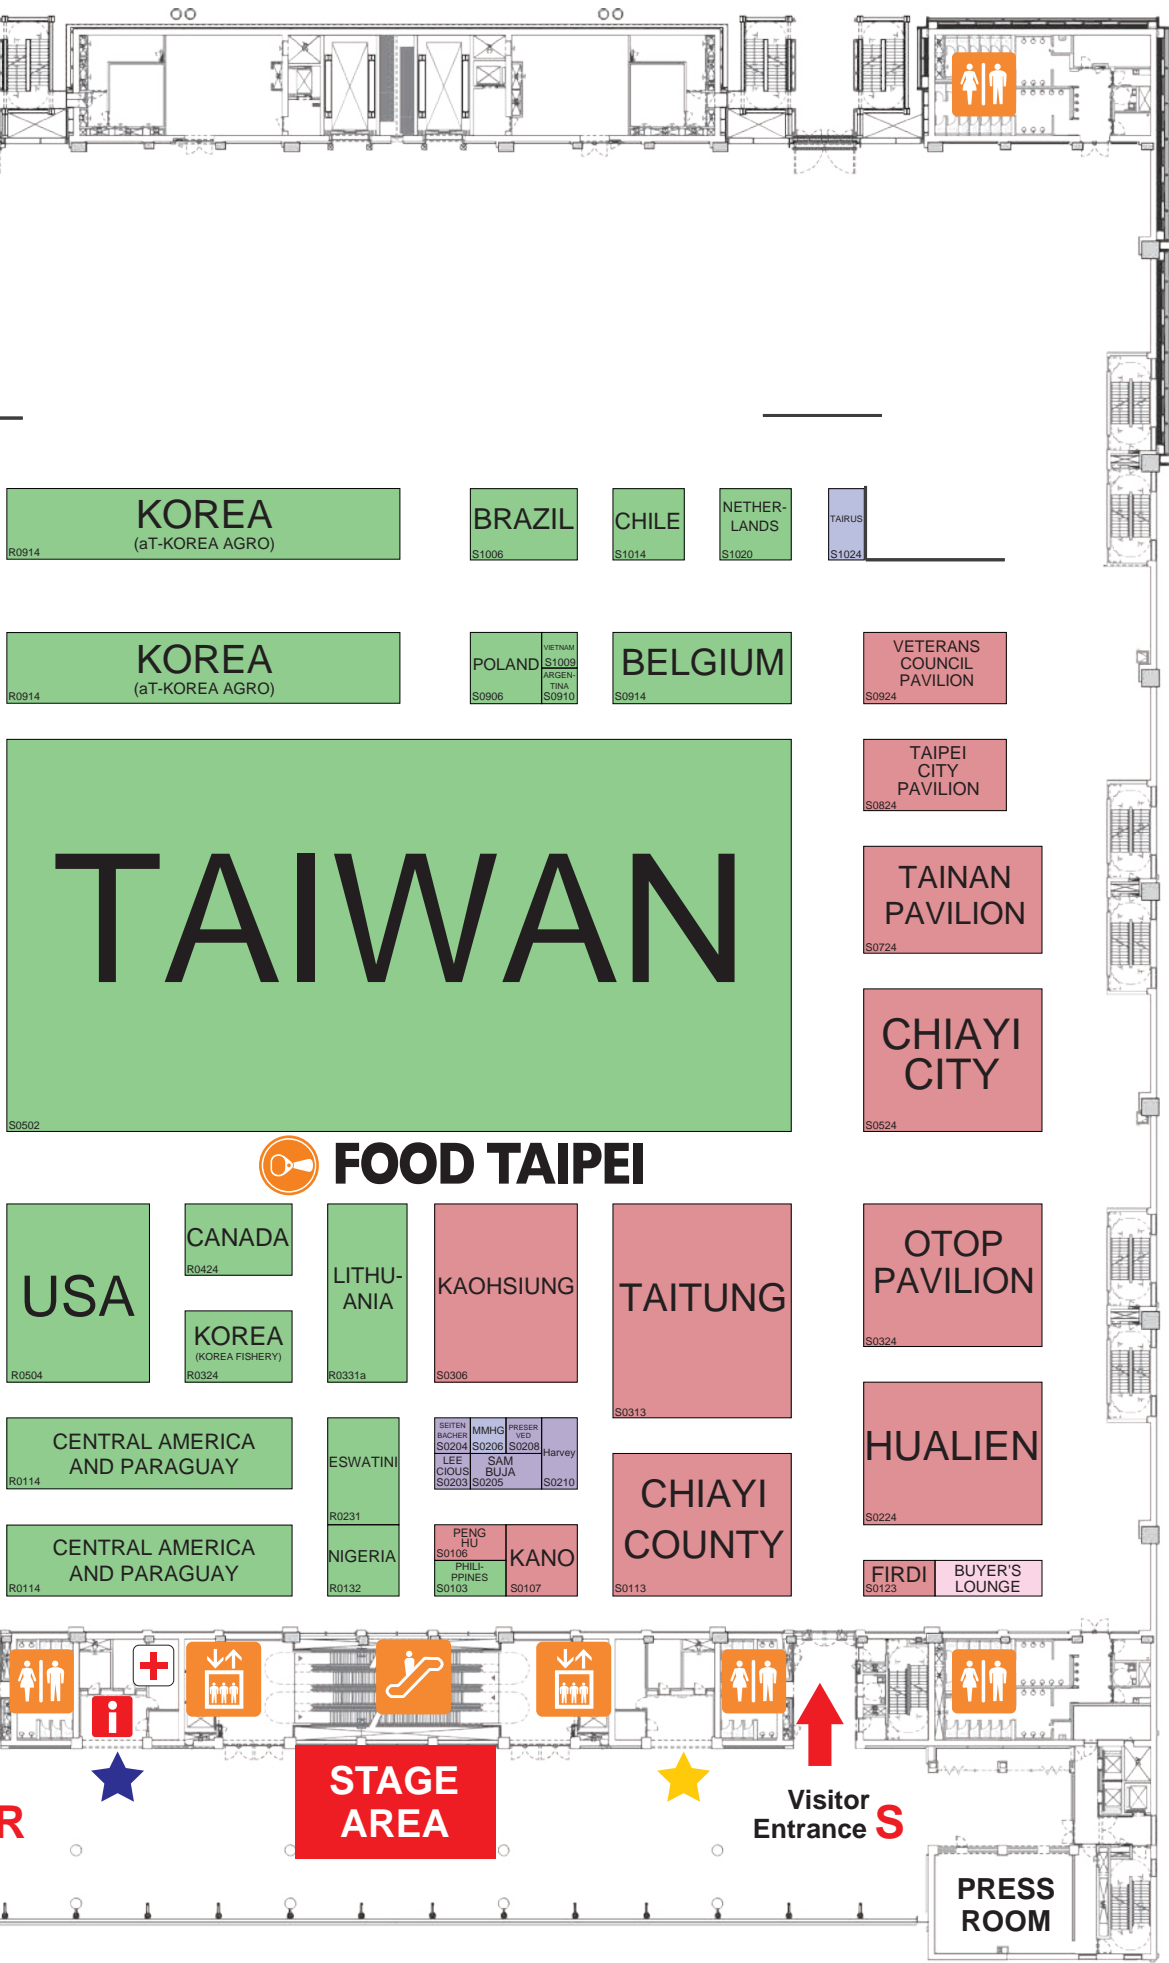 KOREA
(aT-KOREA AGRO)
R0914
BRAZIL
S1006
CHILE
S1014
NETHER-
LANDS
S1020
TAIRUS
S1024
KOREA
(aT-KOREA AGRO)
R0914
POLAND
S0906
VIETNAM
S1009
ARGEN-
TINA
S0910
BELGIUM
S0914
VETERANS
COUNCIL
PAVILION
S0924
TAIWAN
S0502
TAIPEI
CITY
PAVILION
S0824
TAINAN
PAVILION
S0724
CHIAYI
CITY
S0524
FOOD TAIPEI
USA
R0504
CANADA
R0424
KOREA
(KOREA FISHERY)
R0324
LITHU-
ANIA
R0331a
KAOHSIUNG
S0306
TAITUNG
S0313
OTOP
PAVILION
S0324
CENTRAL AMERICA
AND PARAGUAY
R0114
ESWATINI
R0231
SEITEN
BACHER
S0204
MMHG
S0206
PRESER
VED
S0208
Harvey
S0210
LEE
CIOUS
S0203
SAM
BUJA
S0205
CHIAYI
COUNTY
S0113
HUALIEN
S0224
CENTRAL AMERICA
AND PARAGUAY
R0114
NIGERIA
R0132
PENG
HU
S0106
PHILI-
PPINES
S0103
KANO
S0107
FIRDI
S0123
BUYER'S
LOUNGE
i
STAGE
AREA
R
Visitor
Entrance S
PRESS
ROOM